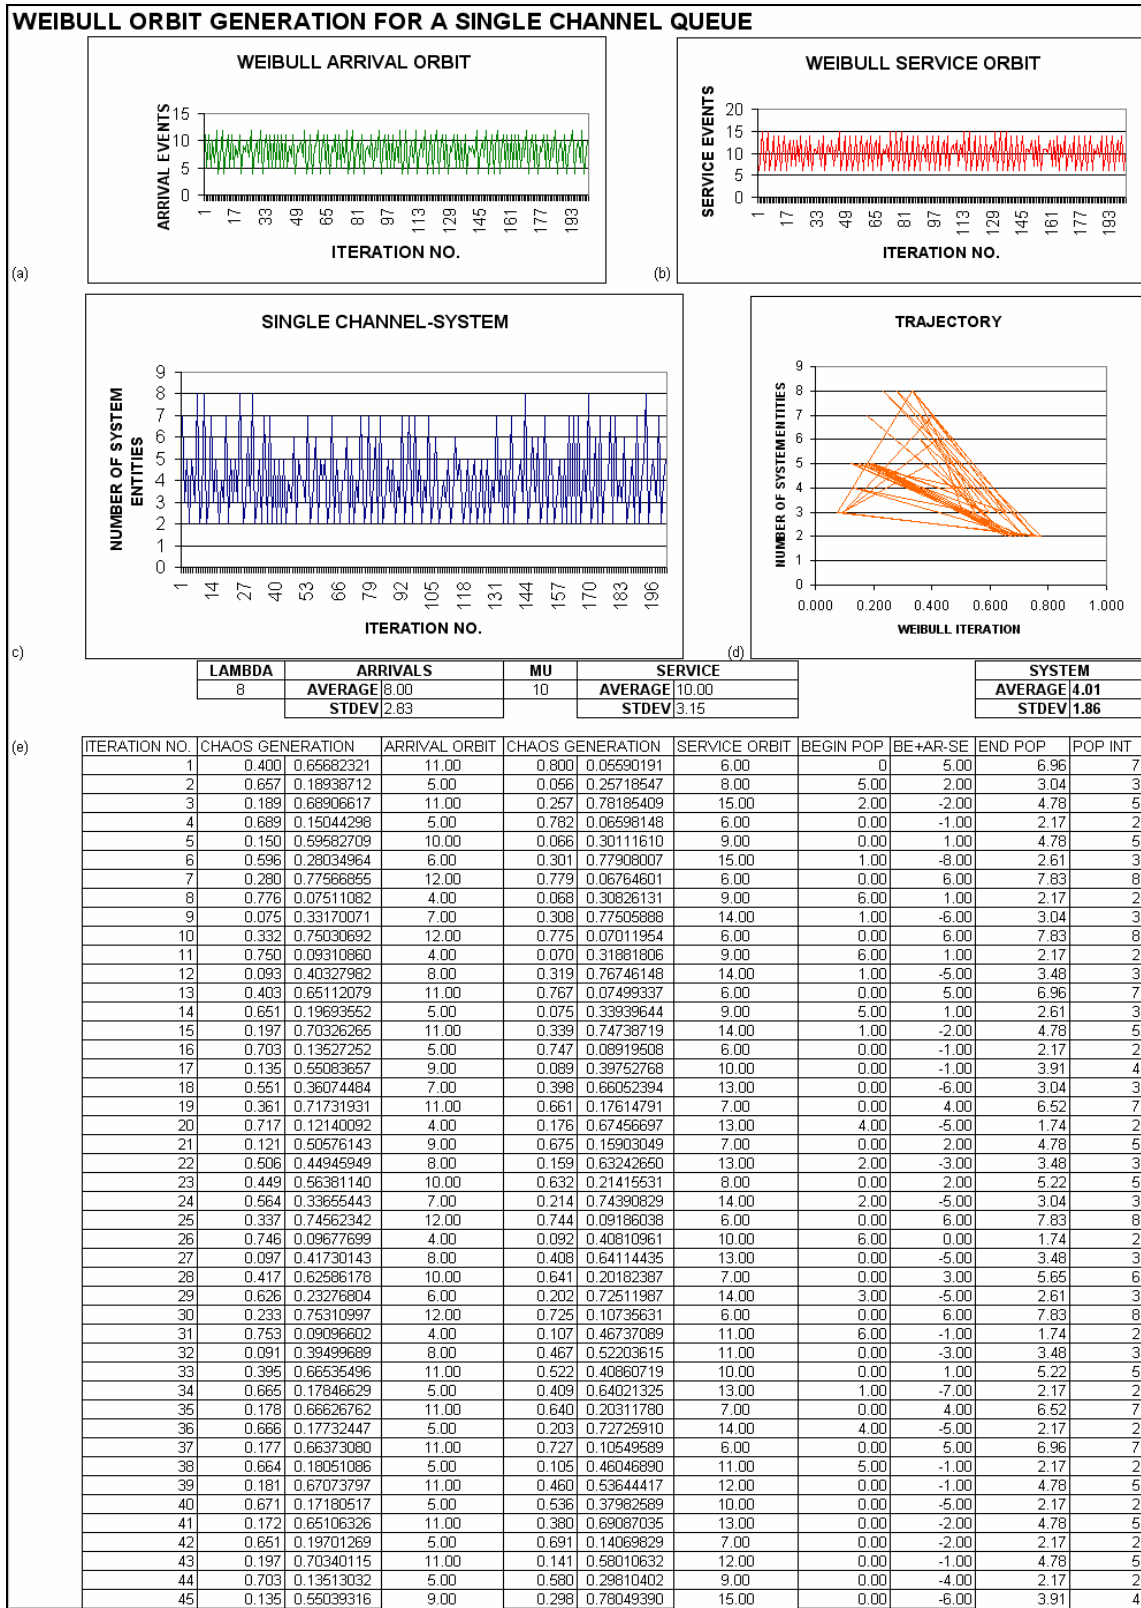 WEIBULL ORBIT GENERATION FOR A SINGLE CHANNEL QUEUE
WEIBULL ARRIVAL ORBIT
ARRIVAL EVENTS
15
10
5
0
1 17 33 49 65 81 97 113 129 145 161 177 193
ITERATION NO.
(a)
WEIBULL SERVICE ORBIT
SERVICE EVENTS
20
15
10
5
0
1 17 33 49 65 81 97 113 129 145 161 177 193
ITERATION NO.
(b)
SINGLE CHANNEL-SYSTEM
NUMBER OF SYSTEM
ENTITIES
9
8
7
6
5
4
3
2
1
0
1 14 27 40 53 66 79 92 105 118 131 144 157 170 183 196
ITERATION NO.
c)
TRAJECTORY
NUMBER OF SYSTEM ENTITIES
9
8
7
6
5
4
3
2
1
0
0.000 0.200 0.400 0.600 0.800 1.000
WEIBULL ITERATION
(d)
LAMBDA ARRIVALS MU SERVICE SYSTEM
8 AVERAGE 8.00 10 AVERAGE 10.00 AVERAGE 4.01
STDEV 2.83 STDEV 3.15 STDEV 1.86
(e)
ITERATION NO. CHAOS GENERATION ARRIVAL ORBIT CHAOS GENERATION SERVICE ORBIT BEGIN POP BE+AR-SE END POP POP INT
1 0.400 0.65682321 11.00 0.800 0.05590191 6.00 0 5.00 6.96 7
2 0.657 0.18938712 5.00 0.056 0.25718547 8.00 5.00 2.00 3.04 3
3 0.189 0.68906617 11.00 0.257 0.78185409 15.00 2.00 -2.00 4.78 5
4 0.689 0.15044298 5.00 0.782 0.06598148 6.00 0.00 -1.00 2.17 2
5 0.150 0.59582709 10.00 0.066 0.30111610 9.00 0.00 1.00 4.78 5
6 0.596 0.28034964 6.00 0.301 0.77908007 15.00 1.00 -8.00 2.61 3
7 0.280 0.77566855 12.00 0.779 0.06764601 6.00 0.00 6.00 7.83 8
8 0.776 0.07511082 4.00 0.068 0.30826131 9.00 6.00 1.00 2.17 2
9 0.075 0.33170071 7.00 0.308 0.77505888 14.00 1.00 -6.00 3.04 3
10 0.332 0.75030692 12.00 0.775 0.07011954 6.00 0.00 6.00 7.83 8
11 0.750 0.09310860 4.00 0.070 0.31881806 9.00 6.00 1.00 2.17 2
12 0.093 0.40327982 8.00 0.319 0.76746148 14.00 1.00 -5.00 3.48 3
13 0.403 0.65112079 11.00 0.767 0.07499337 6.00 0.00 5.00 6.96 7
14 0.651 0.19693552 5.00 0.075 0.33939644 9.00 5.00 1.00 2.61 3
15 0.197 0.70326265 11.00 0.339 0.74738719 14.00 1.00 -2.00 4.78 5
16 0.703 0.13527252 5.00 0.747 0.08919508 6.00 0.00 -1.00 2.17 2
17 0.135 0.55083657 9.00 0.089 0.39752768 10.00 0.00 -1.00 3.91 4
18 0.551 0.36074484 7.00 0.398 0.66052394 13.00 0.00 -6.00 3.04 3
19 0.361 0.71731931 11.00 0.661 0.17614791 7.00 0.00 4.00 6.52 7
20 0.717 0.12140092 4.00 0.176 0.67456697 13.00 4.00 -5.00 1.74 2
21 0.121 0.50576143 9.00 0.675 0.15903049 7.00 0.00 2.00 4.78 5
22 0.506 0.44945949 8.00 0.159 0.63242650 13.00 2.00 -3.00 3.48 3
23 0.449 0.56381140 10.00 0.632 0.21415531 8.00 0.00 2.00 5.22 5
24 0.564 0.33655443 7.00 0.214 0.74390829 14.00 2.00 -5.00 3.04 3
25 0.337 0.74562342 12.00 0.744 0.09186038 6.00 0.00 6.00 7.83 8
26 0.746 0.09677699 4.00 0.092 0.40810961 10.00 6.00 0.00 1.74 2
27 0.097 0.41730143 8.00 0.408 0.64114435 13.00 0.00 -5.00 3.48 3
28 0.417 0.62586178 10.00 0.641 0.20182387 7.00 0.00 3.00 5.65 6
29 0.626 0.23276804 6.00 0.202 0.72511987 14.00 3.00 -5.00 2.61 3
30 0.233 0.75310997 12.00 0.725 0.10735631 6.00 0.00 6.00 7.83 8
31 0.753 0.09096602 4.00 0.107 0.46737089 11.00 6.00 -1.00 1.74 2
32 0.091 0.39499689 8.00 0.467 0.52203615 11.00 0.00 -3.00 3.48 3
33 0.395 0.66535496 11.00 0.522 0.40860719 10.00 0.00 1.00 5.22 5
34 0.665 0.17846629 5.00 0.409 0.64021325 13.00 1.00 -7.00 2.17 2
35 0.178 0.66626762 11.00 0.640 0.20311780 7.00 0.00 4.00 6.52 7
36 0.666 0.17732447 5.00 0.203 0.72725910 14.00 4.00 -5.00 2.17 2
37 0.177 0.66373080 11.00 0.727 0.10549589 6.00 0.00 5.00 6.96 7
38 0.664 0.18051086 5.00 0.105 0.46046890 11.00 5.00 -1.00 2.17 2
39 0.181 0.67073797 11.00 0.460 0.53644417 12.00 0.00 -1.00 4.78 5
40 0.671 0.17180517 5.00 0.536 0.37982589 10.00 0.00 -5.00 2.17 2
41 0.172 0.65106326 11.00 0.380 0.69087035 13.00 0.00 -2.00 4.78 5
42 0.651 0.19701269 5.00 0.691 0.14069829 7.00 0.00 -2.00 2.17 2
43 0.197 0.70340115 11.00 0.141 0.58010632 12.00 0.00 -1.00 4.78 5
44 0.703 0.13513032 5.00 0.580 0.29810402 9.00 0.00 -4.00 2.17 2
45 0.135 0.55039316 9.00 0.298 0.78049390 15.00 0.00 -6.00 3.91 4